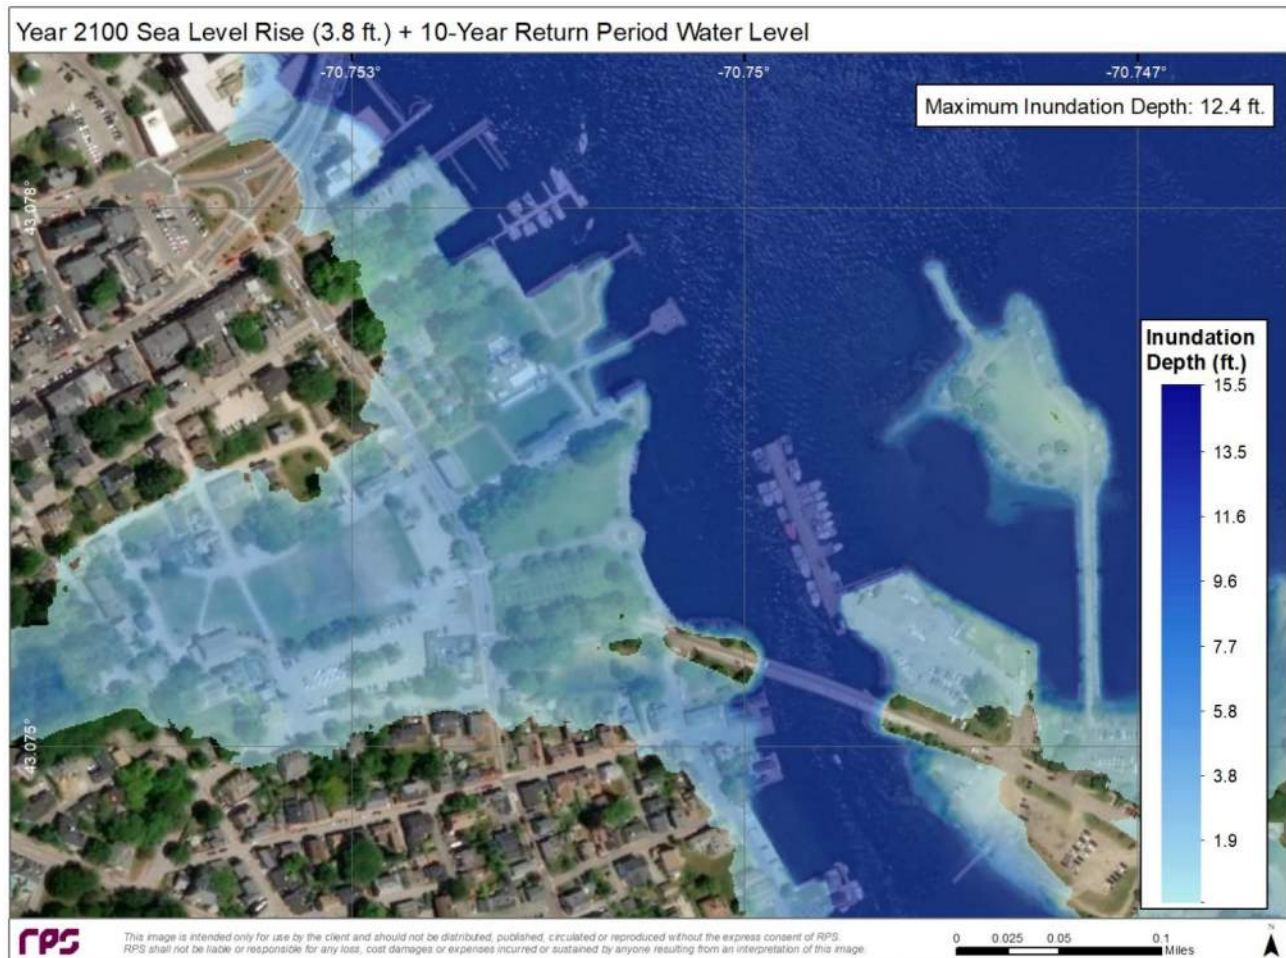 Year 2100 Sea Level Rise (3.8 ft.) + 10-Year Return Period Water Level
-70.753°
-70.75°
-70.747°
Maximum Inundation Depth: 12.4 ft.
43.078°
Inundation
Depth (ft.)
15.5
13.5
11.6
9.6
7.7
5.8
3.8
1.9
43.075°
rps
This image is intended only for use by the client and should not be distributed, published, circulated or reproduced without the express consent of RPS.
RPS shall not be liable or responsible for any loss, cost damages or expenses incurred or sustained by anyone resulting from an interpretation of this image.
0 0.025 0.05 0.1
Miles
N